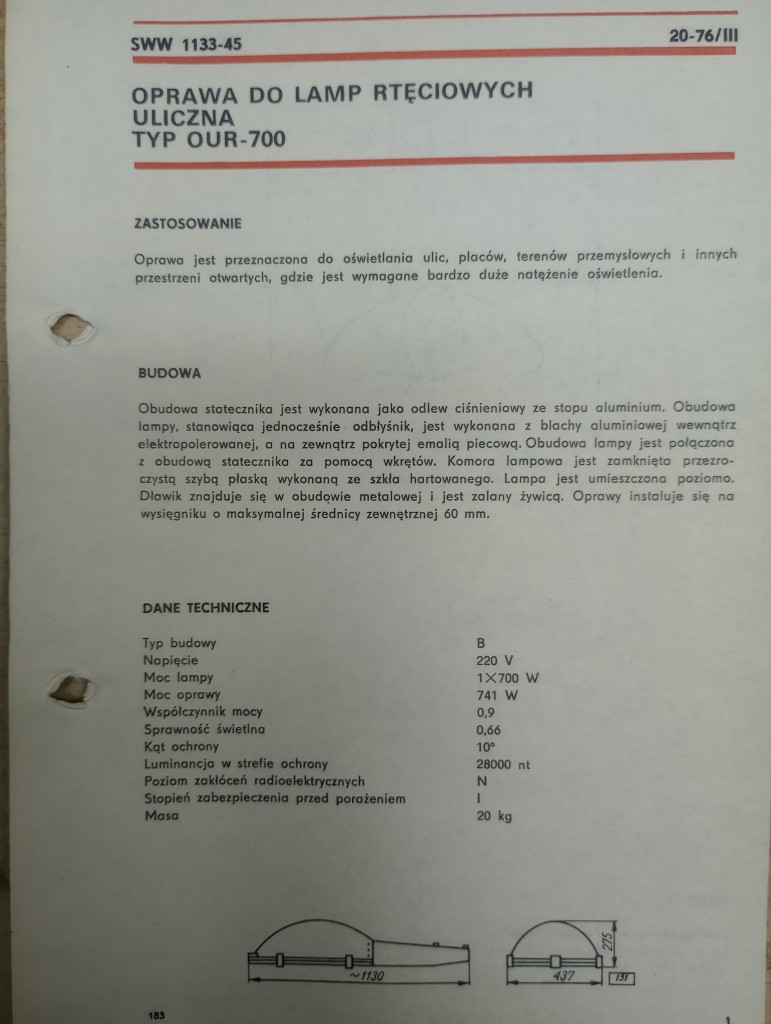 SWW 1133-45
20-76/III
OPRAWA DO LAMP RTĘCIOWYCH
ULICZNA
TYP OUR-700
ZASTOSOWANIE
Oprawa jest przeznaczona do oświetlania ulic, placów, terenów przemysłowych i innych
przestrzeni otwartych, gdzie jest wymagane bardzo duże natężenie oświetlenia.
BUDOWA
Obudowa statecznika jest wykonana jako odlew ciśnieniowy ze stopu aluminium. Obudowa
lampy, stanowiąca jednocześnie odbłyśnik, jest wykonana z blachy aluminiowej wewnątrz
elektropolerowanej, a na zewnątrz pokrytej emalią piecową. Obudowa lampy jest połączona
z obudową statecznika za pomocą wkrętów. Komora lampowa jest zamknięta przezro-
czystą szybą płaską wykonaną ze szkła hartowanego. Lampa jest umieszczona poziomo.
Dławik znajduje się w obudowie metalowej i jest zalany żywicą. Oprawy instaluje się na
wysięgniku o maksymalnej średnicy zewnętrznej 60 mm.
DANE TECHNICZNE
Typ budowy B
Napięcie 220 V
Moc lampy 1×700 W
Moc oprawy 741 W
Współczynnik mocy 0,9
Sprawność świetlna 0,66
Kąt ochrony 10°
Luminancja w strefie ochrony 28000 nt
Poziom zakłóceń radioelektrycznych N
Stopień zabezpieczenia przed porażeniem I
Masa 20 kg
~1130
437
275
131
183
1